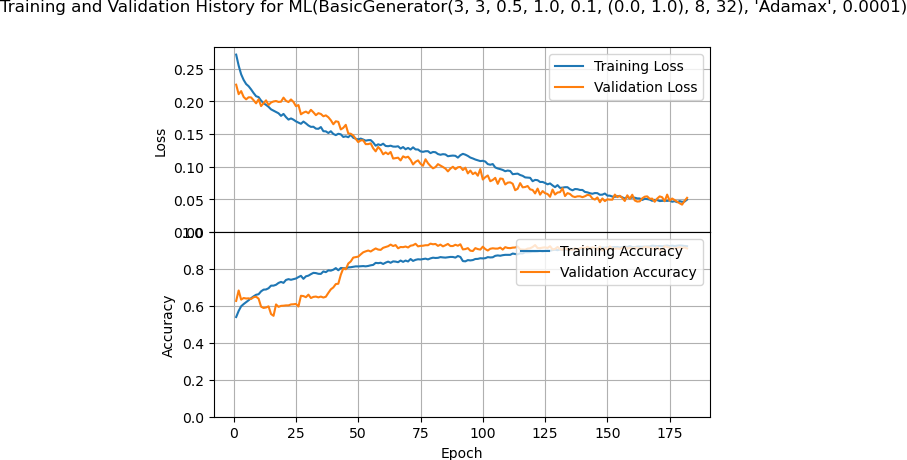 Training and Validation History for ML(BasicGenerator(3, 3, 0.5, 1.0, 0.1, (0.0, 1.0), 8, 32), 'Adamax', 0.0001)
Loss
0.25
0.20
0.15
0.10
0.05
0.00
Training Loss
Validation Loss
Accuracy
1.0
0.8
0.6
0.4
0.2
0.0
Training Accuracy
Validation Accuracy
0 25 50 75 100 125 150 175
Epoch